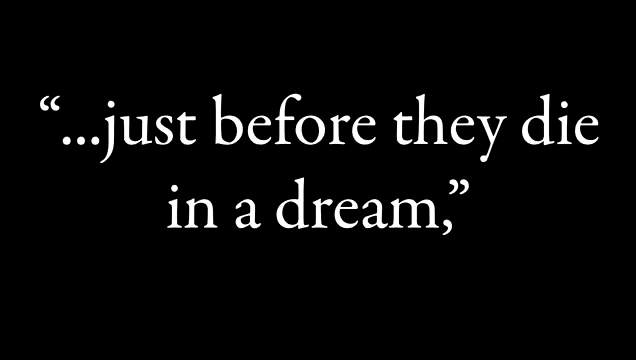 “...just before they die
in a dream,”